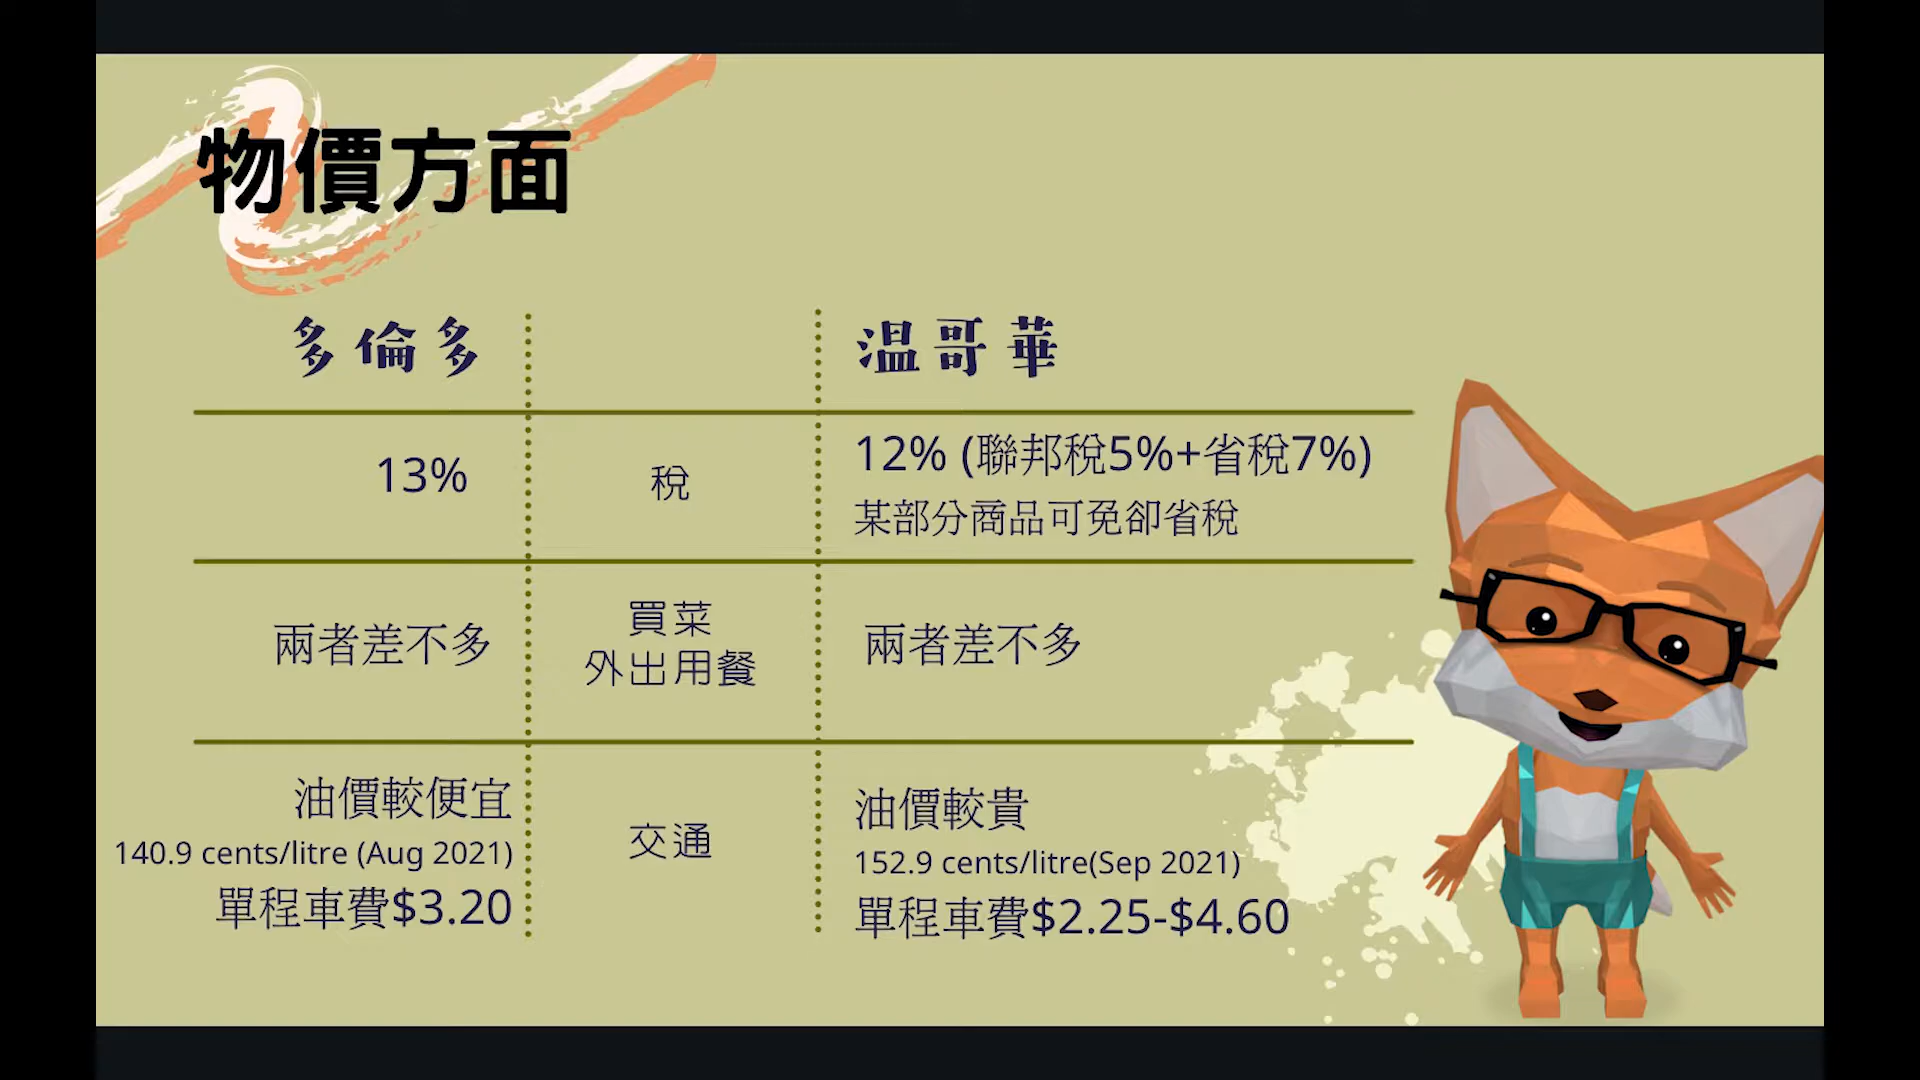 物價方面
多倫多
温哥華
13%
稅
12% (聯邦稅5%+省稅7%)
某部分商品可免卻省稅
兩者差不多
買菜
外出用餐
兩者差不多
油價較便宜
140.9 cents/litre (Aug 2021)
單程車費$3.20
交通
油價較貴
152.9 cents/litre(Sep 2021)
單程車費$2.25-$4.60